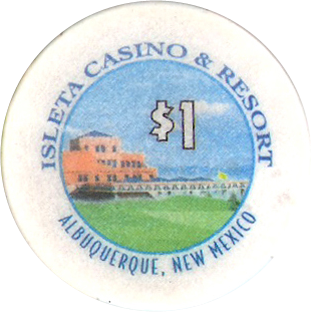 ISLETA CASINO & RESORT
$1
ALBUQUERQUE, NEW MEXICO